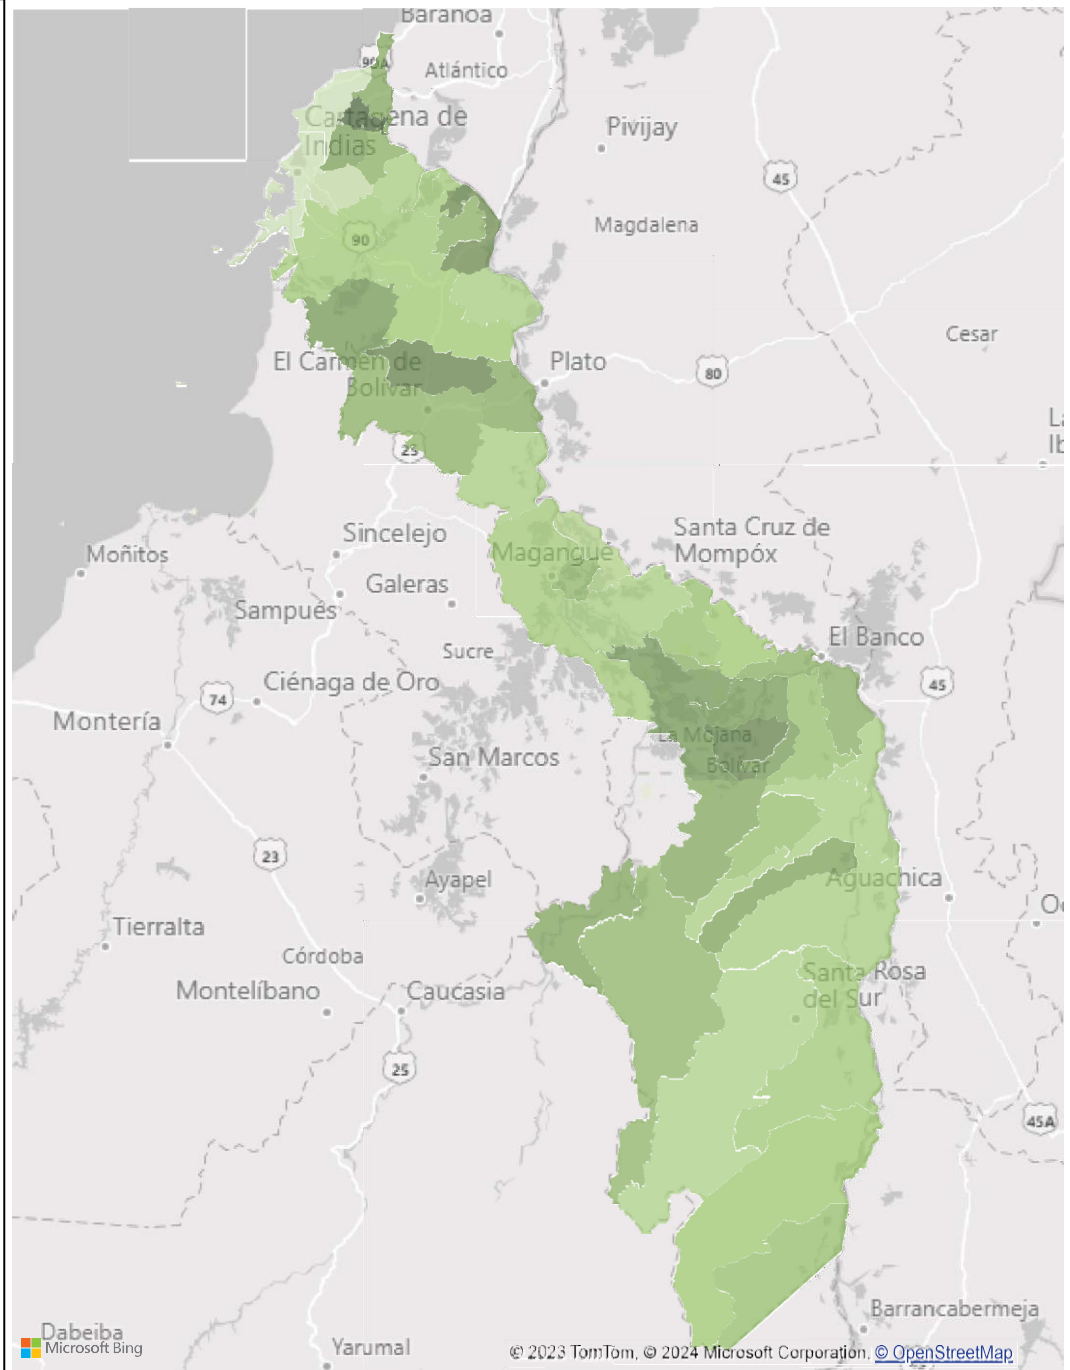 Baranoa
90A
Atlántico
Cartagena de
Indias
Pivijay
45
Magdalena
90
Cesar
El Carmen de
Bolívar
Plato
80
25
Sincelejo
Santa Cruz de
Mompóx
Moñitos
Magangué
Galeras
Sampués
El Banco
Sucre
Ciénaga de Oro
74
45
Montería
La Mojana
San Marcos
Bolívar
23
Ayapel
Aguachica
Tierralta
Córdoba
Santa Rosa
del Sur
Montelíbano
Caucasia
25
45A
Barrancabermeja
Dabeiba
Microsoft Bing
Yarumal
© 2023 TomTom, © 2024 Microsoft Corporation, © OpenStreetMap